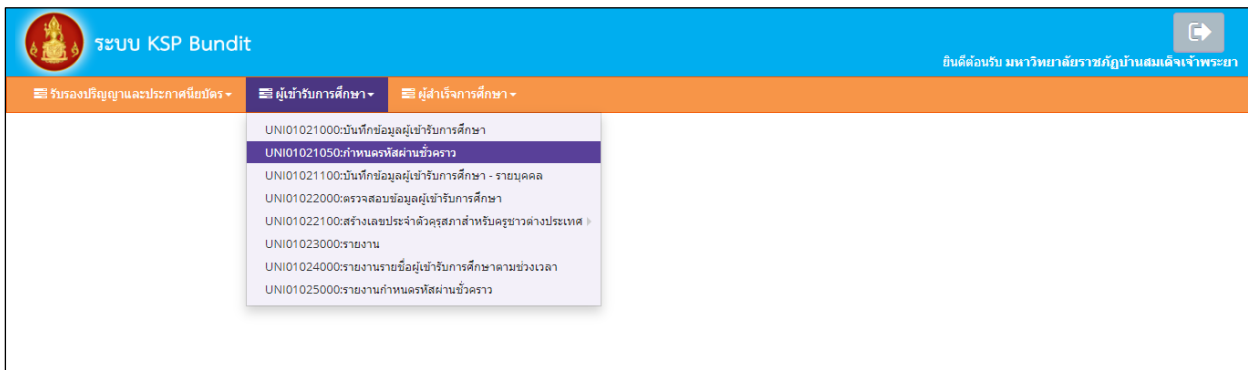 ระบบ KSP Bundit
ยินดีต้อนรับ มหาวิทยาลัยราชภัฏบ้านสมเด็จเจ้าพระยา
รับรองปริญญาและประกาศนียบัตร ผู้เข้ารับการศึกษา ผู้สำเร็จการศึกษา
UNI01021000:บันทึกข้อมูลผู้เข้ารับการศึกษา
UNI01021050:กำหนดรหัสผ่านชั่วคราว
UNI01021100:บันทึกข้อมูลผู้เข้ารับการศึกษา - รายบุคคล
UNI01022000:ตรวจสอบข้อมูลผู้เข้ารับการศึกษา
UNI01022100:สร้างเลขประจำตัวคุรุสภาสำหรับครูชาวต่างประเทศ
UNI01023000:รายงาน
UNI01024000:รายงานรายชื่อผู้เข้ารับการศึกษาตามช่วงเวลา
UNI01025000:รายงานกำหนดรหัสผ่านชั่วคราว